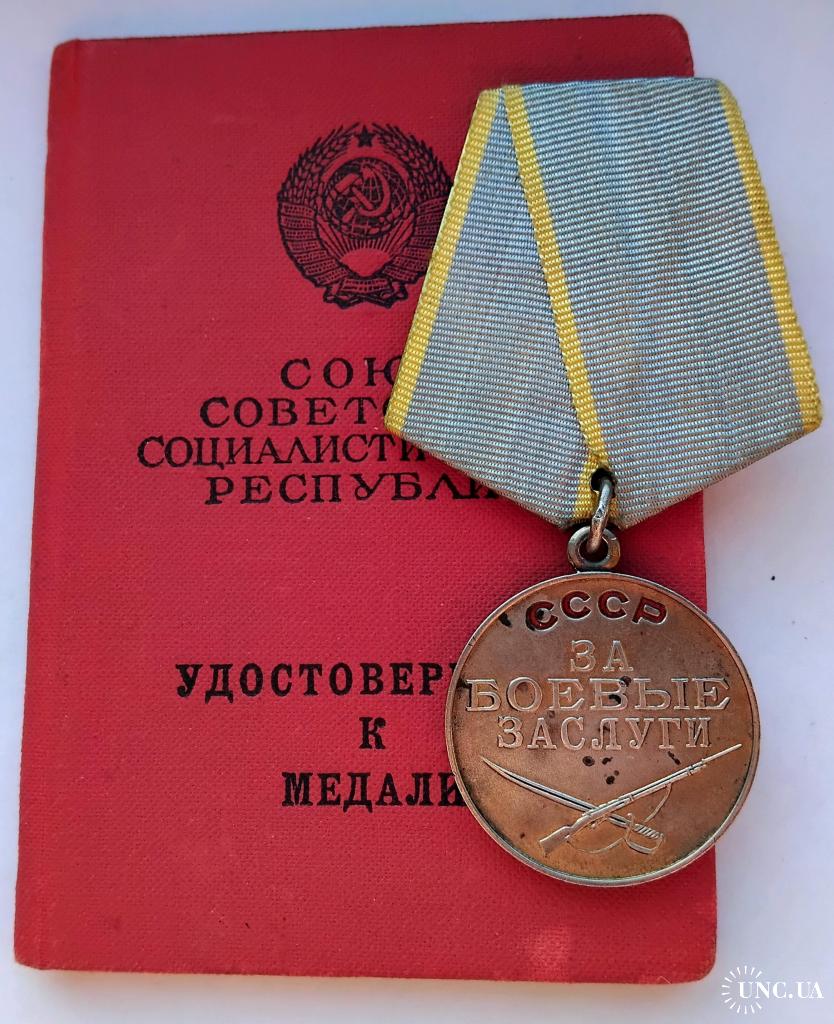 СОЮ
СОВЕТС
СОЦИАЛИСТИ
РЕСПУБЛИ
УДОСТОВЕР
К
МЕДАЛИ
СССР
ЗА
БОЕВЫЕ
ЗАСЛУГИ
UNC.UA